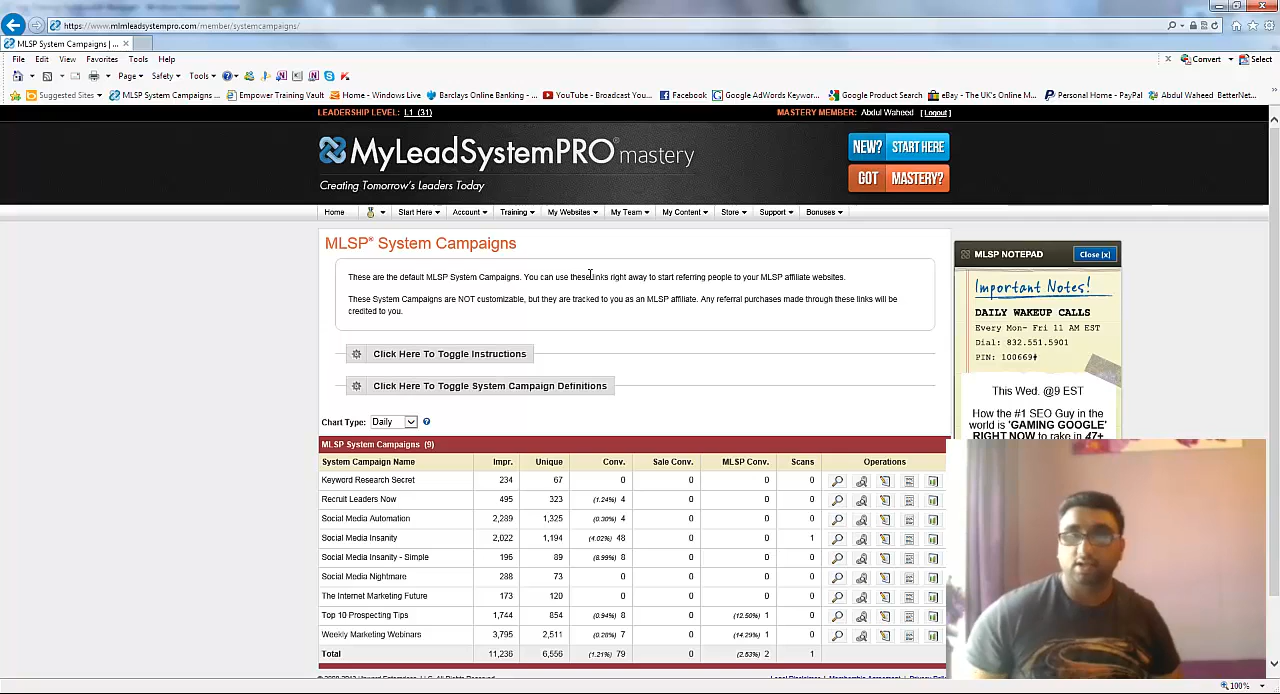 https://www.mlmleadsystempro.com/member/systemcampaigns/
MLSP System Campaigns | ...
File Edit View Favorites Tools Help
Convert Select
Page Safety Tools
Suggested Sites MLSP System Campaigns ... Empower Training Vault Home - Windows Live Barclays Online Banking - ... YouTube - Broadcast You... Facebook Google AdWords Keywor... Google Product Search eBay - The UK's Online M... Personal Home - PayPal Abdul Waheed BetterNet...
LEADERSHIP LEVEL: L1 (31) MASTERY MEMBER: Abdul Waheed [Logout]
MyLeadSystemPRO® mastery
NEW? START HERE
Creating Tomorrow's Leaders Today
GOT MASTERY?
Home Start Here Account Training My Websites My Team My Content Store Support Bonuses
MLSP® System Campaigns
These are the default MLSP System Campaigns. You can use these links right away to start referring people to your MLSP affiliate websites.
These System Campaigns are NOT customizable, but they are tracked to you as an MLSP affiliate. Any referral purchases made through these links will be
credited to you.
Click Here To Toggle Instructions
Click Here To Toggle System Campaign Definitions
Chart Type: Daily
MLSP System Campaigns (9)
System Campaign Name Impr. Unique Conv. Sale Conv. MLSP Conv. Scans Operations
Keyword Research Secret 234 67 0 0 0 0
Recruit Leaders Now 495 323 (1.24%) 4 0 0 0
Social Media Automation 2,289 1,325 (0.30%) 4 0 0 0
Social Media Insanity 2,022 1,194 (4.02%) 48 0 0 1
Social Media Insanity - Simple 196 89 (8.99%) 8 0 0 0
Social Media Nightmare 288 73 0 0 0 0
The Internet Marketing Future 173 120 0 0 0 0
Top 10 Prospecting Tips 1,744 854 (0.94%) 8 0 (12.50%) 1 0
Weekly Marketing Webinars 3,795 2,511 (0.28%) 7 0 (14.29%) 1 0
Total 11,236 6,556 (1.21%) 79 0 (2.53%) 2 1
MLSP NOTEPAD Close [x]
Important Notes!
DAILY WAKEUP CALLS
Every Mon- Fri 11 AM EST
Dial: 832.551.5901
PIN: 100669#
This Wed. @9 EST
How the #1 SEO Guy in the
world is 'GAMING GOOGLE'
RIGHT NOW to rake in 47+
100%